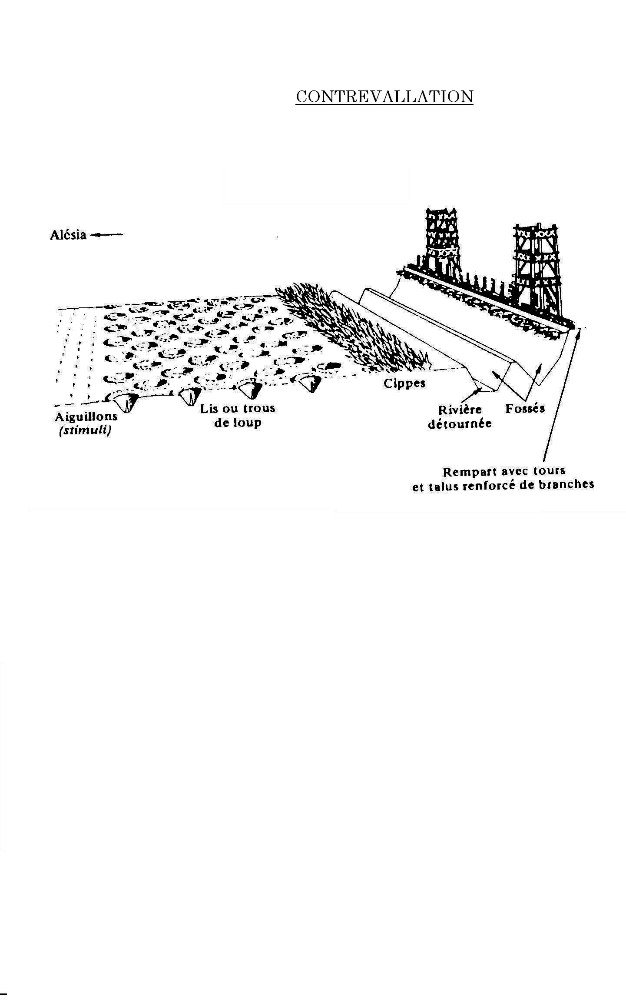 CONTREVALLATION
Alésia
Cippes
Aiguillons
(stimuli)
Lis ou trous
de loup
Rivière
détournée
Fossés
Rempart avec tours
et talus renforcé de branches